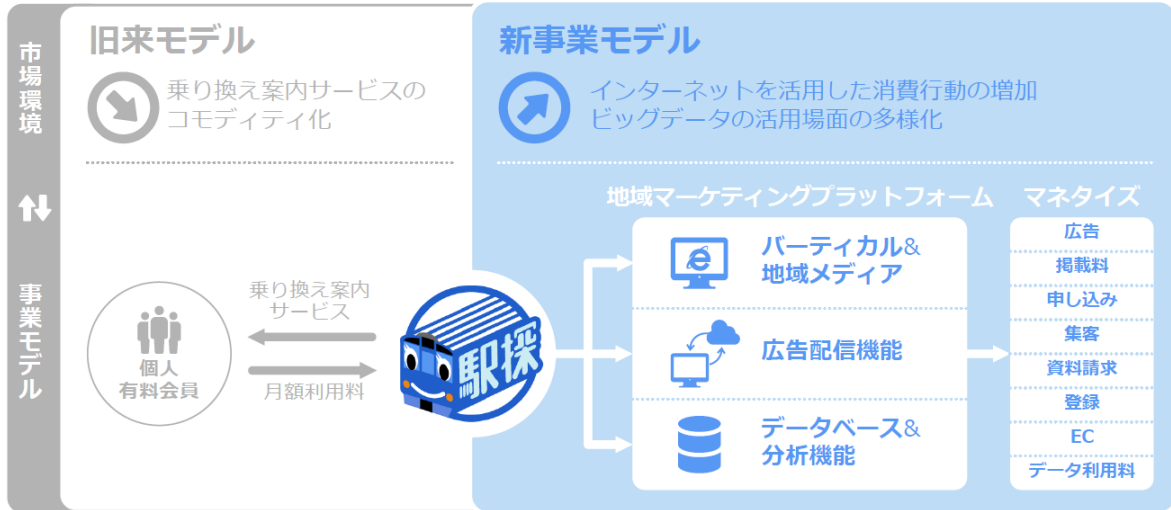 市場環境
事業モデル
旧来モデル
乗り換え案内サービスの
コモディティ化
乗り換え案内
サービス
月額利用料
個人
有料会員
駅探
新事業モデル
インターネットを活用した消費行動の増加
ビッグデータの活用場面の多様化
地域マーケティングプラットフォーム
バーティカル&
地域メディア
広告配信機能
データベース&
分析機能
マネタイズ
広告
掲載料
申し込み
集客
資料請求
登録
EC
データ利用料